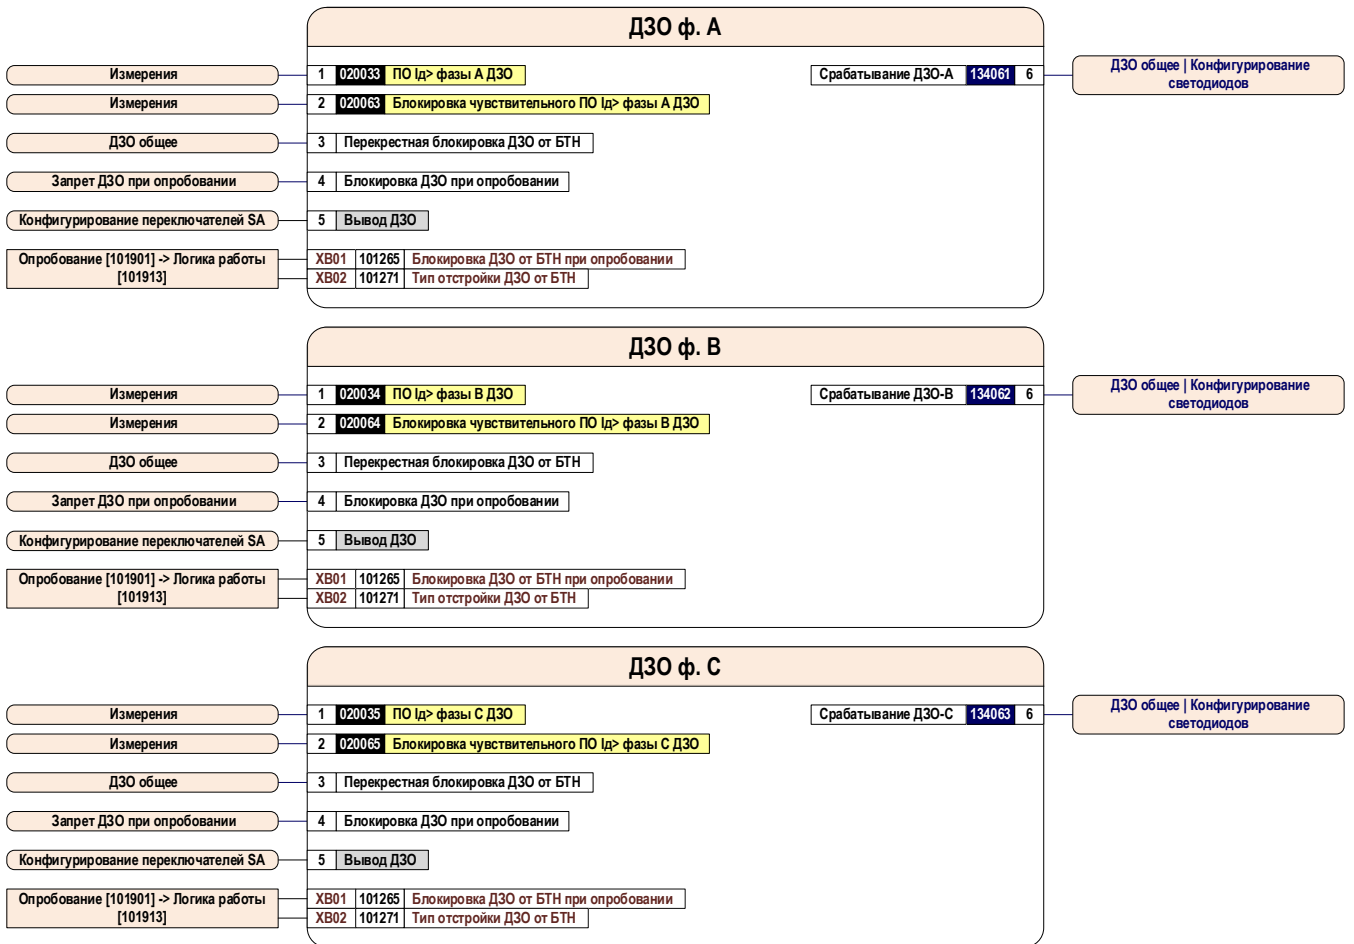 ДЗО ф. A
Измерения 1 020033 ПО Iд> фазы A ДЗО Срабатывание ДЗО-A 134061 6 ДЗО общее | Конфигурирование
светодиодов
Измерения 2 020063 Блокировка чувствительного ПО Iд> фазы A ДЗО
ДЗО общее 3 Перекрестная блокировка ДЗО от БТН
Запрет ДЗО при опробовании 4 Блокировка ДЗО при опробовании
Конфигурирование переключателей SA 5 Вывод ДЗО
Опробование [101901] -> Логика работы XB01 101265 Блокировка ДЗО от БТН при опробовании
[101913] XB02 101271 Тип отстройки ДЗО от БТН
ДЗО ф. B
Измерения 1 020034 ПО Iд> фазы B ДЗО Срабатывание ДЗО-B 134062 6 ДЗО общее | Конфигурирование
светодиодов
Измерения 2 020064 Блокировка чувствительного ПО Iд> фазы B ДЗО
ДЗО общее 3 Перекрестная блокировка ДЗО от БТН
Запрет ДЗО при опробовании 4 Блокировка ДЗО при опробовании
Конфигурирование переключателей SA 5 Вывод ДЗО
Опробование [101901] -> Логика работы XB01 101265 Блокировка ДЗО от БТН при опробовании
[101913] XB02 101271 Тип отстройки ДЗО от БТН
ДЗО ф. C
Измерения 1 020035 ПО Iд> фазы C ДЗО Срабатывание ДЗО-C 134063 6 ДЗО общее | Конфигурирование
светодиодов
Измерения 2 020065 Блокировка чувствительного ПО Iд> фазы C ДЗО
ДЗО общее 3 Перекрестная блокировка ДЗО от БТН
Запрет ДЗО при опробовании 4 Блокировка ДЗО при опробовании
Конфигурирование переключателей SA 5 Вывод ДЗО
Опробование [101901] -> Логика работы XB01 101265 Блокировка ДЗО от БТН при опробовании
[101913] XB02 101271 Тип отстройки ДЗО от БТН